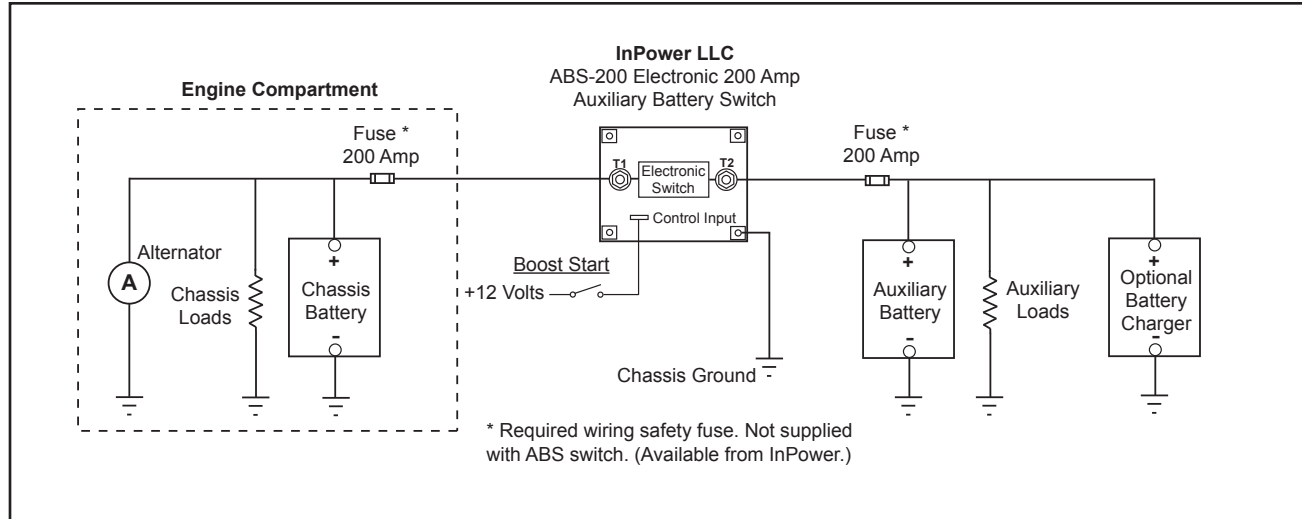 InPower LLC
ABS-200 Electronic 200 Amp
Auxiliary Battery Switch
Engine Compartment
Fuse *
200 Amp
Fuse *
200 Amp
T1
T2
Electronic
Switch
Control Input
Alternator
A
Chassis
Loads
+
Chassis
Battery
-
Boost Start
+12 Volts
Chassis Ground
+
Auxiliary
Battery
-
Auxiliary
Loads
+
Optional
Battery
Charger
-
* Required wiring safety fuse. Not supplied
with ABS switch. (Available from InPower.)